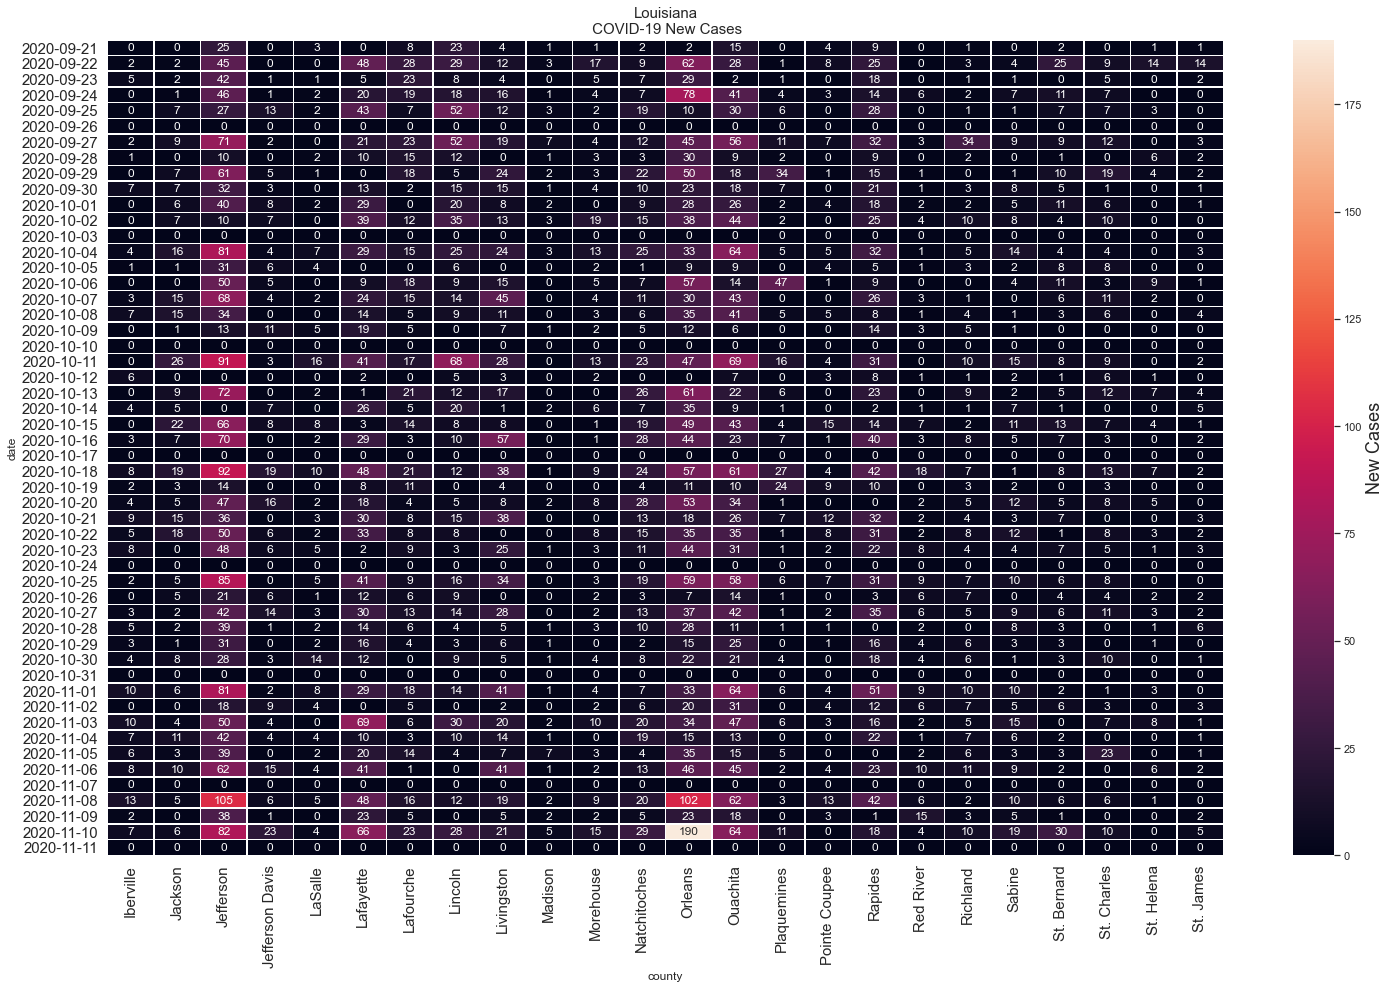 Louisiana
COVID-19 New Cases
2020-09-21 0 0 25 0 3 0 8 23 4 1 1 2 2 15 0 4 9 0 1 0 2 0 1 1
2020-09-22 2 2 45 0 0 48 28 29 12 3 17 9 62 28 1 8 25 0 3 4 25 9 14 14
2020-09-23 5 2 42 1 1 5 23 8 4 0 5 7 29 2 1 0 18 0 1 1 0 5 0 2
2020-09-24 0 1 46 1 2 20 19 18 16 1 4 7 78 41 4 3 14 6 2 7 11 7 0 0
2020-09-25 0 7 27 13 2 43 7 52 12 3 2 19 10 30 6 0 28 0 1 1 7 7 3 0
2020-09-26 0 0 0 0 0 0 0 0 0 0 0 0 0 0 0 0 0 0 0 0 0 0 0 0
2020-09-27 2 9 71 2 0 21 23 52 19 7 4 12 45 56 11 7 32 3 34 9 9 12 0 3
2020-09-28 1 0 10 0 2 10 15 12 0 1 3 3 30 9 2 0 9 0 2 0 1 0 6 2
2020-09-29 0 7 61 5 1 0 18 5 24 2 3 22 50 18 34 1 15 1 0 1 10 19 4 2
2020-09-30 7 7 32 3 0 13 2 15 15 1 4 10 23 18 7 0 21 1 3 8 5 1 0 1
2020-10-01 0 6 40 8 2 29 0 20 8 2 0 9 28 26 2 4 18 2 2 5 11 6 0 1
2020-10-02 0 7 10 7 0 39 12 35 13 3 19 15 38 44 2 0 25 4 10 8 4 10 0 0
2020-10-03 0 0 0 0 0 0 0 0 0 0 0 0 0 0 0 0 0 0 0 0 0 0 0 0
2020-10-04 4 16 81 4 7 29 15 25 24 3 13 25 33 64 5 5 32 1 5 14 4 4 0 3
2020-10-05 1 1 31 6 4 0 0 6 0 0 2 1 9 9 0 4 5 1 3 2 8 8 0 0
2020-10-06 0 0 50 5 0 9 18 9 15 0 5 7 57 14 47 1 9 0 0 4 11 3 9 1
2020-10-07 3 15 68 4 2 24 15 14 45 0 4 11 30 43 0 0 26 3 1 0 6 11 2 0
2020-10-08 7 15 34 0 0 14 5 9 11 0 3 6 35 41 5 5 8 1 4 1 3 6 0 4
2020-10-09 0 1 13 11 5 19 5 0 7 1 2 5 12 6 0 0 14 3 5 1 0 0 0 0
2020-10-10 0 0 0 0 0 0 0 0 0 0 0 0 0 0 0 0 0 0 0 0 0 0 0 0
2020-10-11 0 26 91 3 16 41 17 68 28 0 13 23 47 69 16 4 31 0 10 15 8 9 0 2
2020-10-12 6 0 0 0 0 2 0 5 3 0 2 0 0 7 0 3 8 1 1 2 1 6 1 0
2020-10-13 0 9 72 0 2 1 21 12 17 0 0 26 61 22 6 0 23 0 9 2 5 12 7 4
2020-10-14 4 5 0 7 0 26 5 20 1 2 6 7 35 9 1 0 2 1 1 7 1 0 0 5
2020-10-15 0 22 66 8 8 3 14 8 8 0 1 19 49 43 4 15 14 7 2 11 13 7 4 1
2020-10-16 3 7 70 0 2 29 3 10 57 0 1 28 44 23 7 1 40 3 8 5 7 3 0 2
2020-10-17 0 0 0 0 0 0 0 0 0 0 0 0 0 0 0 0 0 0 0 0 0 0 0 0
2020-10-18 8 19 92 19 10 48 21 12 38 1 9 24 57 61 27 4 42 18 7 1 8 13 7 2
2020-10-19 2 3 14 0 0 8 11 0 4 0 0 4 11 10 24 9 10 0 3 2 0 3 0 0
2020-10-20 4 5 47 16 2 18 4 5 8 2 8 28 53 34 1 0 0 2 5 12 5 8 5 0
2020-10-21 9 15 36 0 3 30 8 15 38 0 0 13 18 26 7 12 32 2 4 3 7 0 0 3
2020-10-22 5 18 50 6 2 33 8 8 0 0 8 15 35 35 1 8 31 2 8 12 1 8 3 2
2020-10-23 8 0 48 6 5 2 9 3 25 1 3 11 44 31 1 2 22 8 4 4 7 5 1 3
2020-10-24 0 0 0 0 0 0 0 0 0 0 0 0 0 0 0 0 0 0 0 0 0 0 0 0
2020-10-25 2 5 85 0 5 41 9 16 34 0 3 19 59 58 6 7 31 9 7 10 6 8 0 0
2020-10-26 0 5 21 6 1 12 6 9 0 0 2 3 7 14 1 0 3 6 7 0 4 4 2 2
2020-10-27 3 2 42 14 3 30 13 14 28 0 2 13 37 42 1 2 35 6 5 9 6 11 3 2
2020-10-28 5 2 39 1 2 14 6 4 5 1 3 10 28 11 1 1 0 2 0 8 3 0 1 6
2020-10-29 3 1 31 0 2 16 4 3 6 1 0 2 15 25 0 1 16 4 6 3 3 0 1 0
2020-10-30 4 8 28 3 14 12 0 9 5 1 4 8 22 21 4 0 18 4 6 1 3 10 0 1
2020-10-31 0 0 0 0 0 0 0 0 0 0 0 0 0 0 0 0 0 0 0 0 0 0 0 0
2020-11-01 10 6 81 2 8 29 18 14 41 1 4 7 33 64 6 4 51 9 10 10 2 1 3 0
2020-11-02 0 0 18 9 4 0 5 0 2 0 2 6 20 31 0 4 12 6 7 5 6 3 0 3
2020-11-03 10 4 50 4 0 69 6 30 20 2 10 20 34 47 6 3 16 2 5 15 0 7 8 1
2020-11-04 7 11 42 4 4 10 3 10 14 1 0 19 15 13 0 0 22 1 7 6 2 0 0 1
2020-11-05 6 3 39 0 2 20 14 4 7 7 3 4 35 15 5 0 0 2 6 3 3 23 0 1
2020-11-06 8 10 62 15 4 41 1 0 41 1 2 13 46 45 2 4 23 10 11 9 2 0 6 2
2020-11-07 0 0 0 0 0 0 0 0 0 0 0 0 0 0 0 0 0 0 0 0 0 0 0 0
2020-11-08 13 5 105 6 5 48 16 12 19 2 9 20 102 62 3 13 42 6 2 10 6 6 1 0
2020-11-09 2 0 38 1 0 23 5 0 5 2 2 5 23 18 0 3 1 15 3 5 1 0 0 2
2020-11-10 7 6 82 23 4 66 23 28 21 5 15 29 190 64 11 0 18 4 10 19 30 10 0 5
2020-11-11 0 0 0 0 0 0 0 0 0 0 0 0 0 0 0 0 0 0 0 0 0 0 0 0
Iberville Jackson Jefferson Jefferson Davis LaSalle Lafayette Lafourche Lincoln Livingston Madison Morehouse Natchitoches Orleans Ouachita Plaquemines Pointe Coupee Rapides Red River Richland Sabine St. Bernard St. Charles St. Helena St. James
county
date
175
150
125
100
75
50
25
0
New Cases